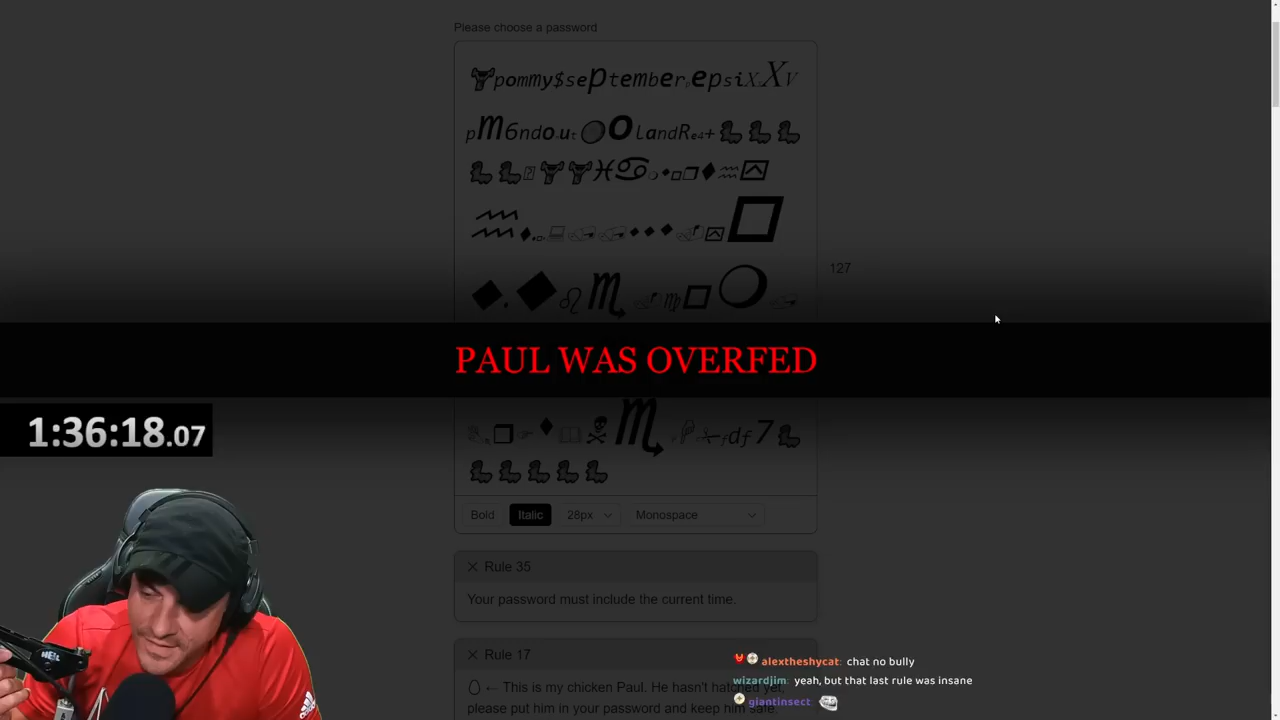 Please choose a password
pommy$september
127
PAUL WAS OVERFED
1:36:18.07
Bold Italic 28px Monospace
Rule 35
Your password must include the current time.
Rule 17
← This is my chicken Paul. He hasn't hatched yet,
please put him in your password and keep him safe.
alextheshycat: chat no bully
wizardjim: yeah, but that last rule was insane
giantinsect: